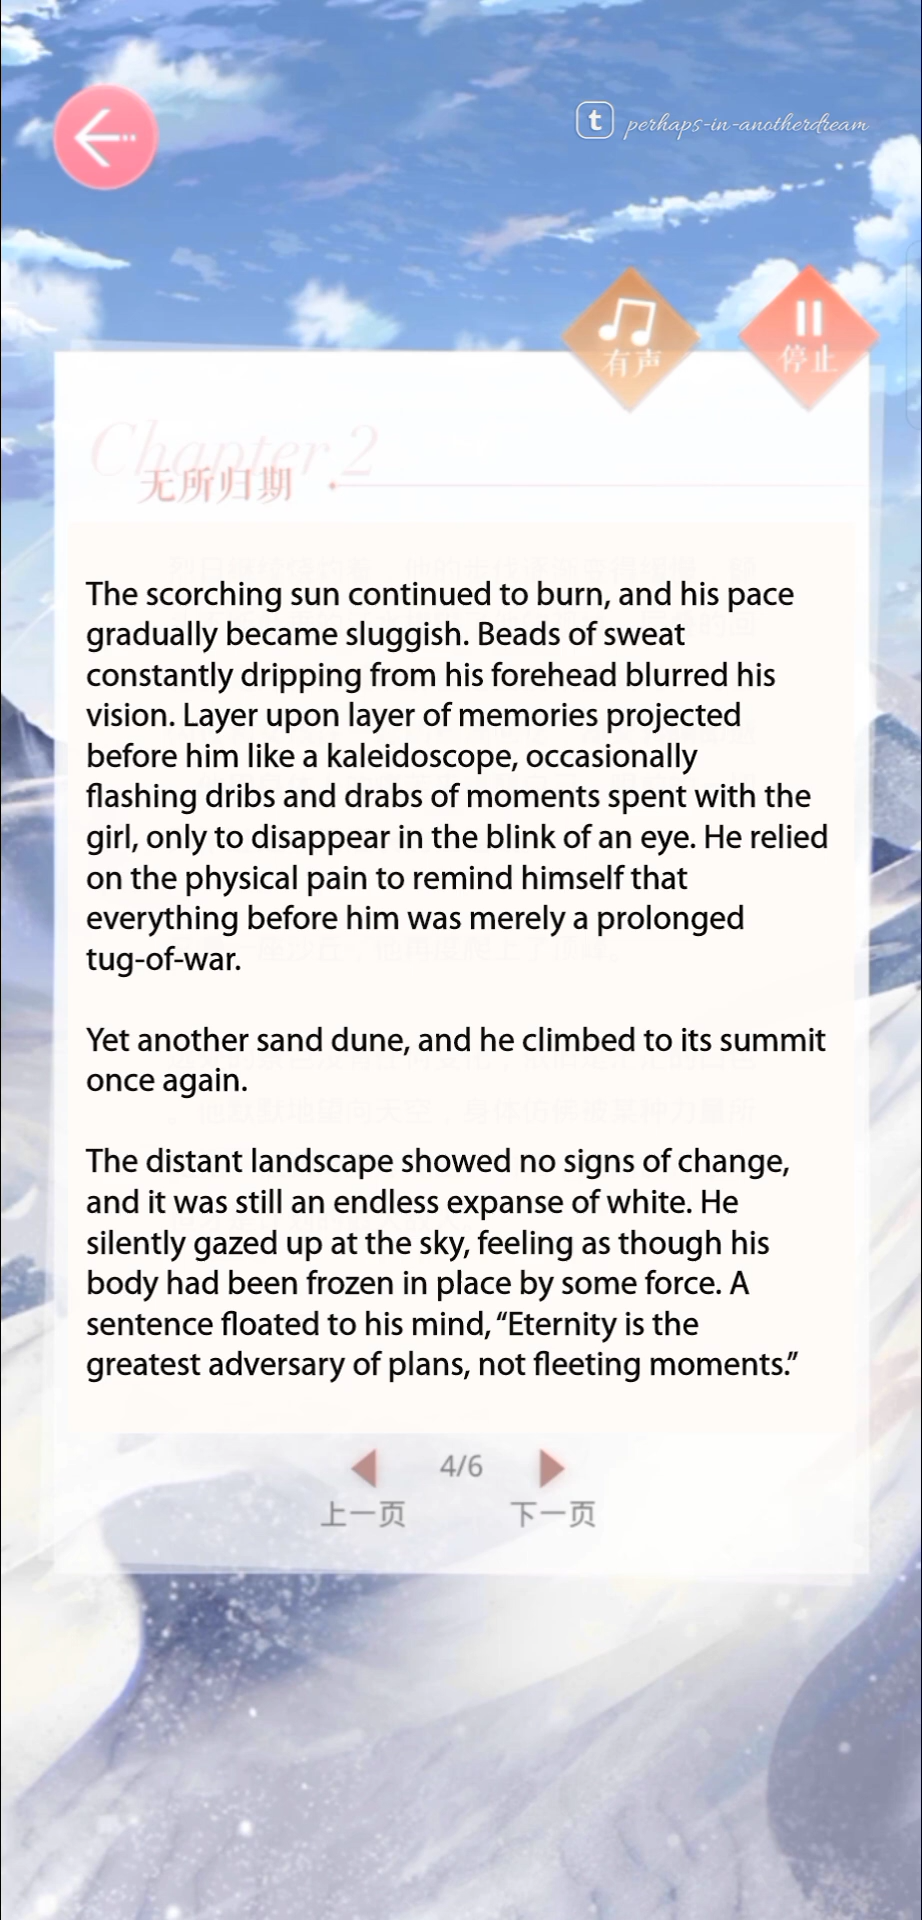 t perhaps-in-anotherdream
有声
停止
Chapter 2
无所归期
The scorching sun continued to burn, and his pace
gradually became sluggish. Beads of sweat
constantly dripping from his forehead blurred his
vision. Layer upon layer of memories projected
before him like a kaleidoscope, occasionally
flashing dribs and drabs of moments spent with the
girl, only to disappear in the blink of an eye. He relied
on the physical pain to remind himself that
everything before him was merely a prolonged
tug-of-war.
Yet another sand dune, and he climbed to its summit
once again.
The distant landscape showed no signs of change,
and it was still an endless expanse of white. He
silently gazed up at the sky, feeling as though his
body had been frozen in place by some force. A
sentence floated to his mind, “Eternity is the
greatest adversary of plans, not fleeting moments.”
4/6
上一页
下一页